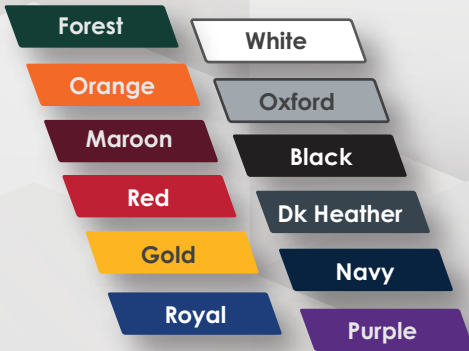 Forest
White
Orange
Oxford
Maroon
Black
Red
Dk Heather
Gold
Navy
Royal
Purple